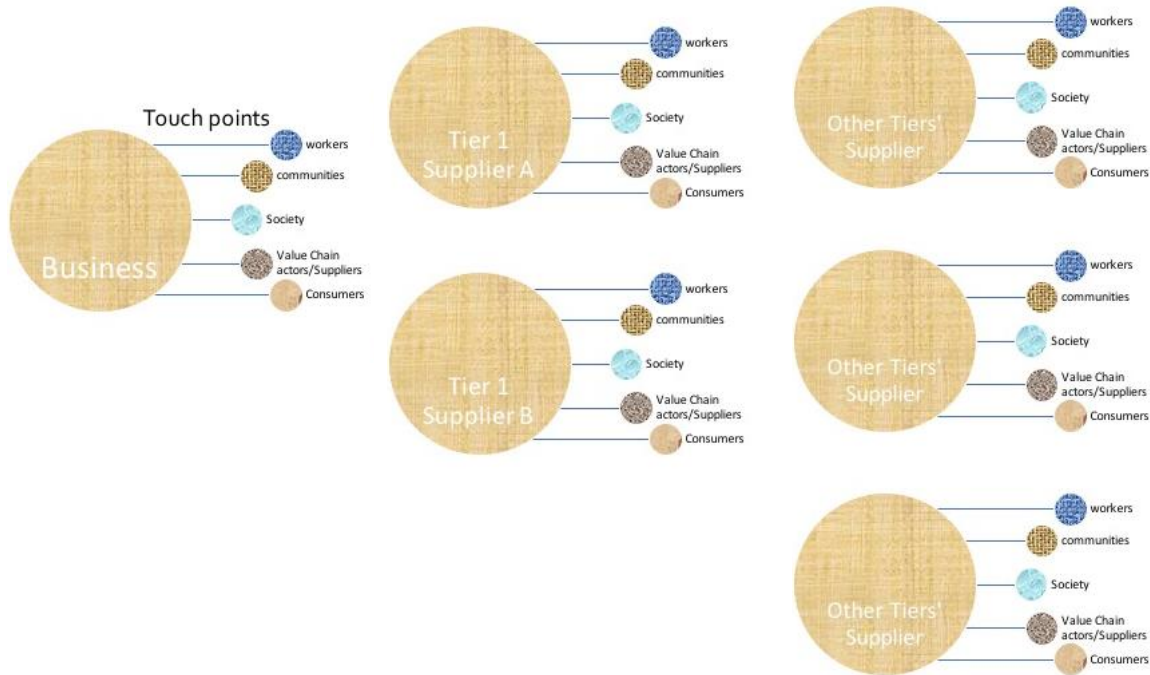 Touch points
Business
workers
communities
Society
Value Chain
actors/Suppliers
Consumers
Tier 1
Supplier A
workers
communities
Society
Value Chain
actors/Suppliers
Consumers
Tier 1
Supplier B
workers
communities
Society
Value Chain
actors/Suppliers
Consumers
Other Tiers'
Supplier
workers
communities
Society
Value Chain
actors/Suppliers
Consumers
Other Tiers'
Supplier
workers
communities
Society
Value Chain
actors/Suppliers
Consumers
Other Tiers'
Supplier
workers
communities
Society
Value Chain
actors/Suppliers
Consumers